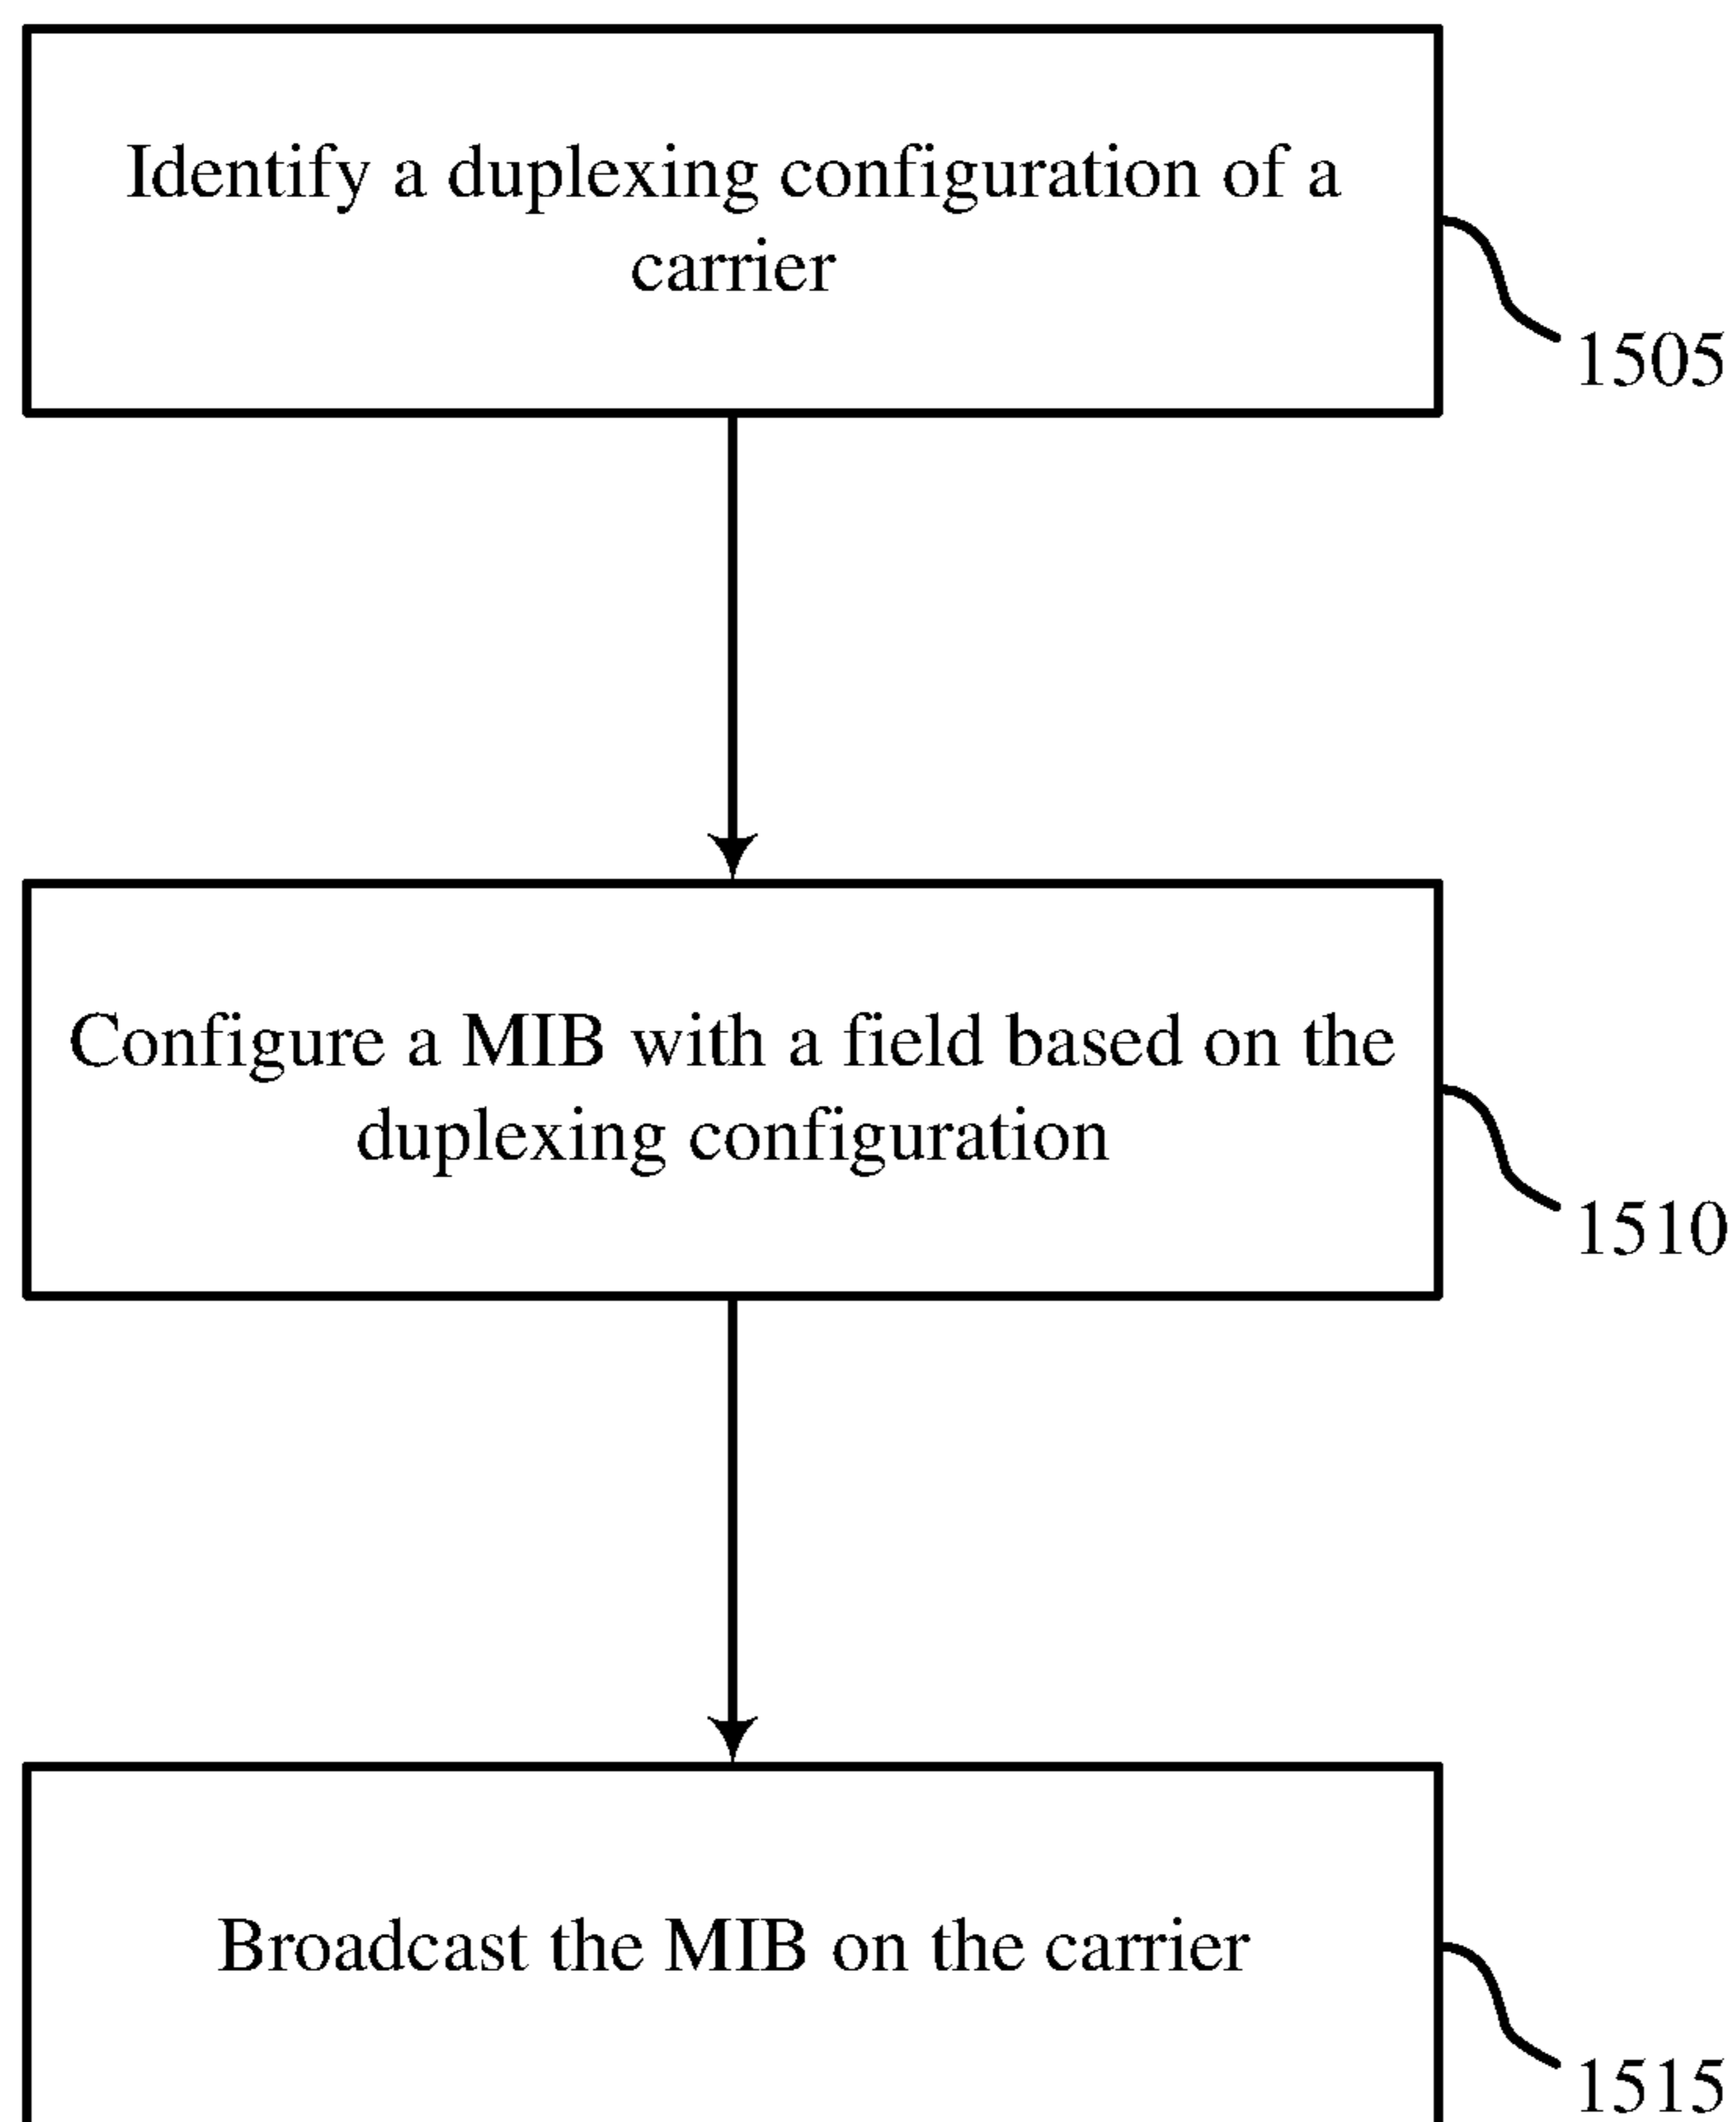 Identify a duplexing configuration of a
carrier
1505
Configure a MIB with a field based on the
duplexing configuration
1510
Broadcast the MIB on the carrier
1515